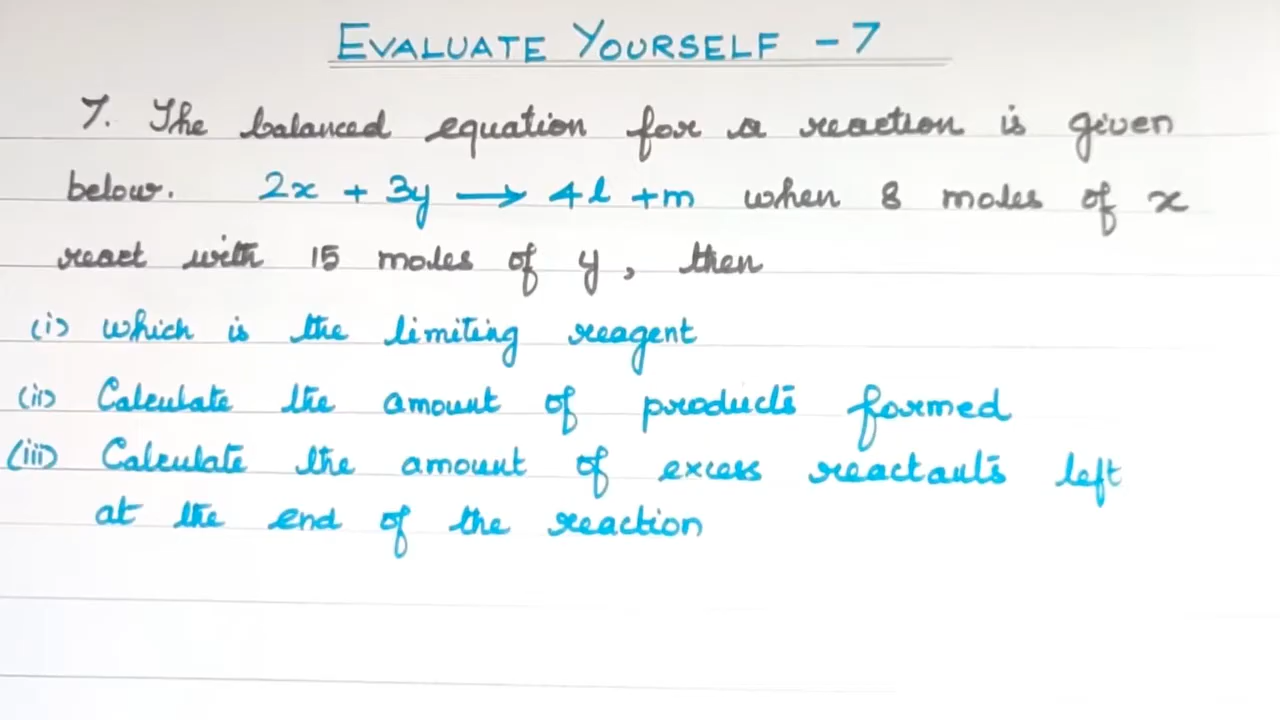 EVALUATE YOURSELF - 7
7. The balanced equation for a reaction is given
below. 2x + 3y → 4l + m when 8 moles of x
react with 15 moles of y, then
(i) which is the limiting reagent
(ii) Calculate the amount of products formed
(iii) Calculate the amount of excess reactants left
at the end of the reaction